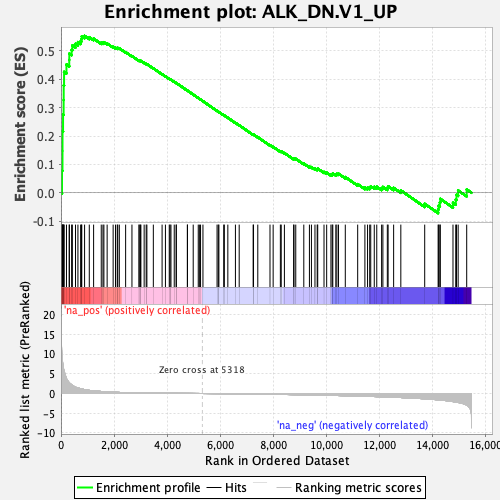 Enrichment plot: ALK_DN.V1_UP
Enrichment score (ES)
0.5
0.4
0.3
0.2
0.1
0.0
-0.1
'na_pos' (positively correlated)
Ranked list metric (PreRanked)
20
15
10
5
0
-5
-10
Zero cross at 5318
'na_neg' (negatively correlated)
0 2,000 4,000 6,000 8,000 10,000 12,000 14,000 16,000
Rank in Ordered Dataset
Enrichment profile Hits Ranking metric scores